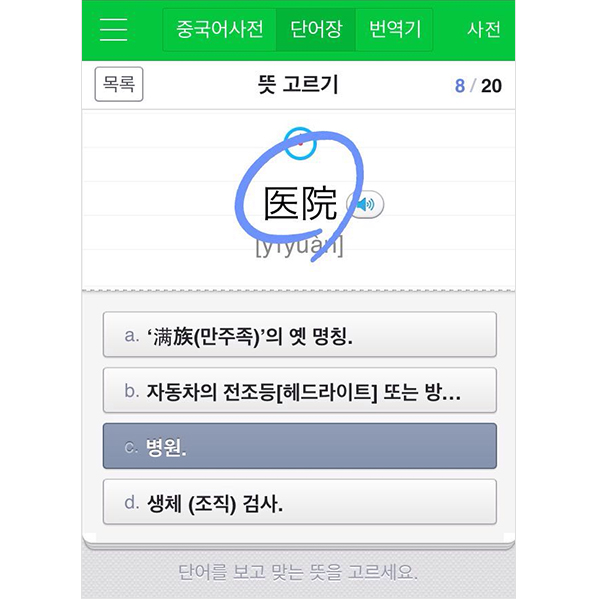 중국어사전 단어장 번역기 사전
목록 뜻 고르기 8 / 20
医院
[yīyuàn]
a. ‘满族(만주족)’의 옛 명칭.
b. 자동차의 전조등[헤드라이트] 또는 방...
c. 병원.
d. 생체 (조직) 검사.
단어를 보고 맞는 뜻을 고르세요.